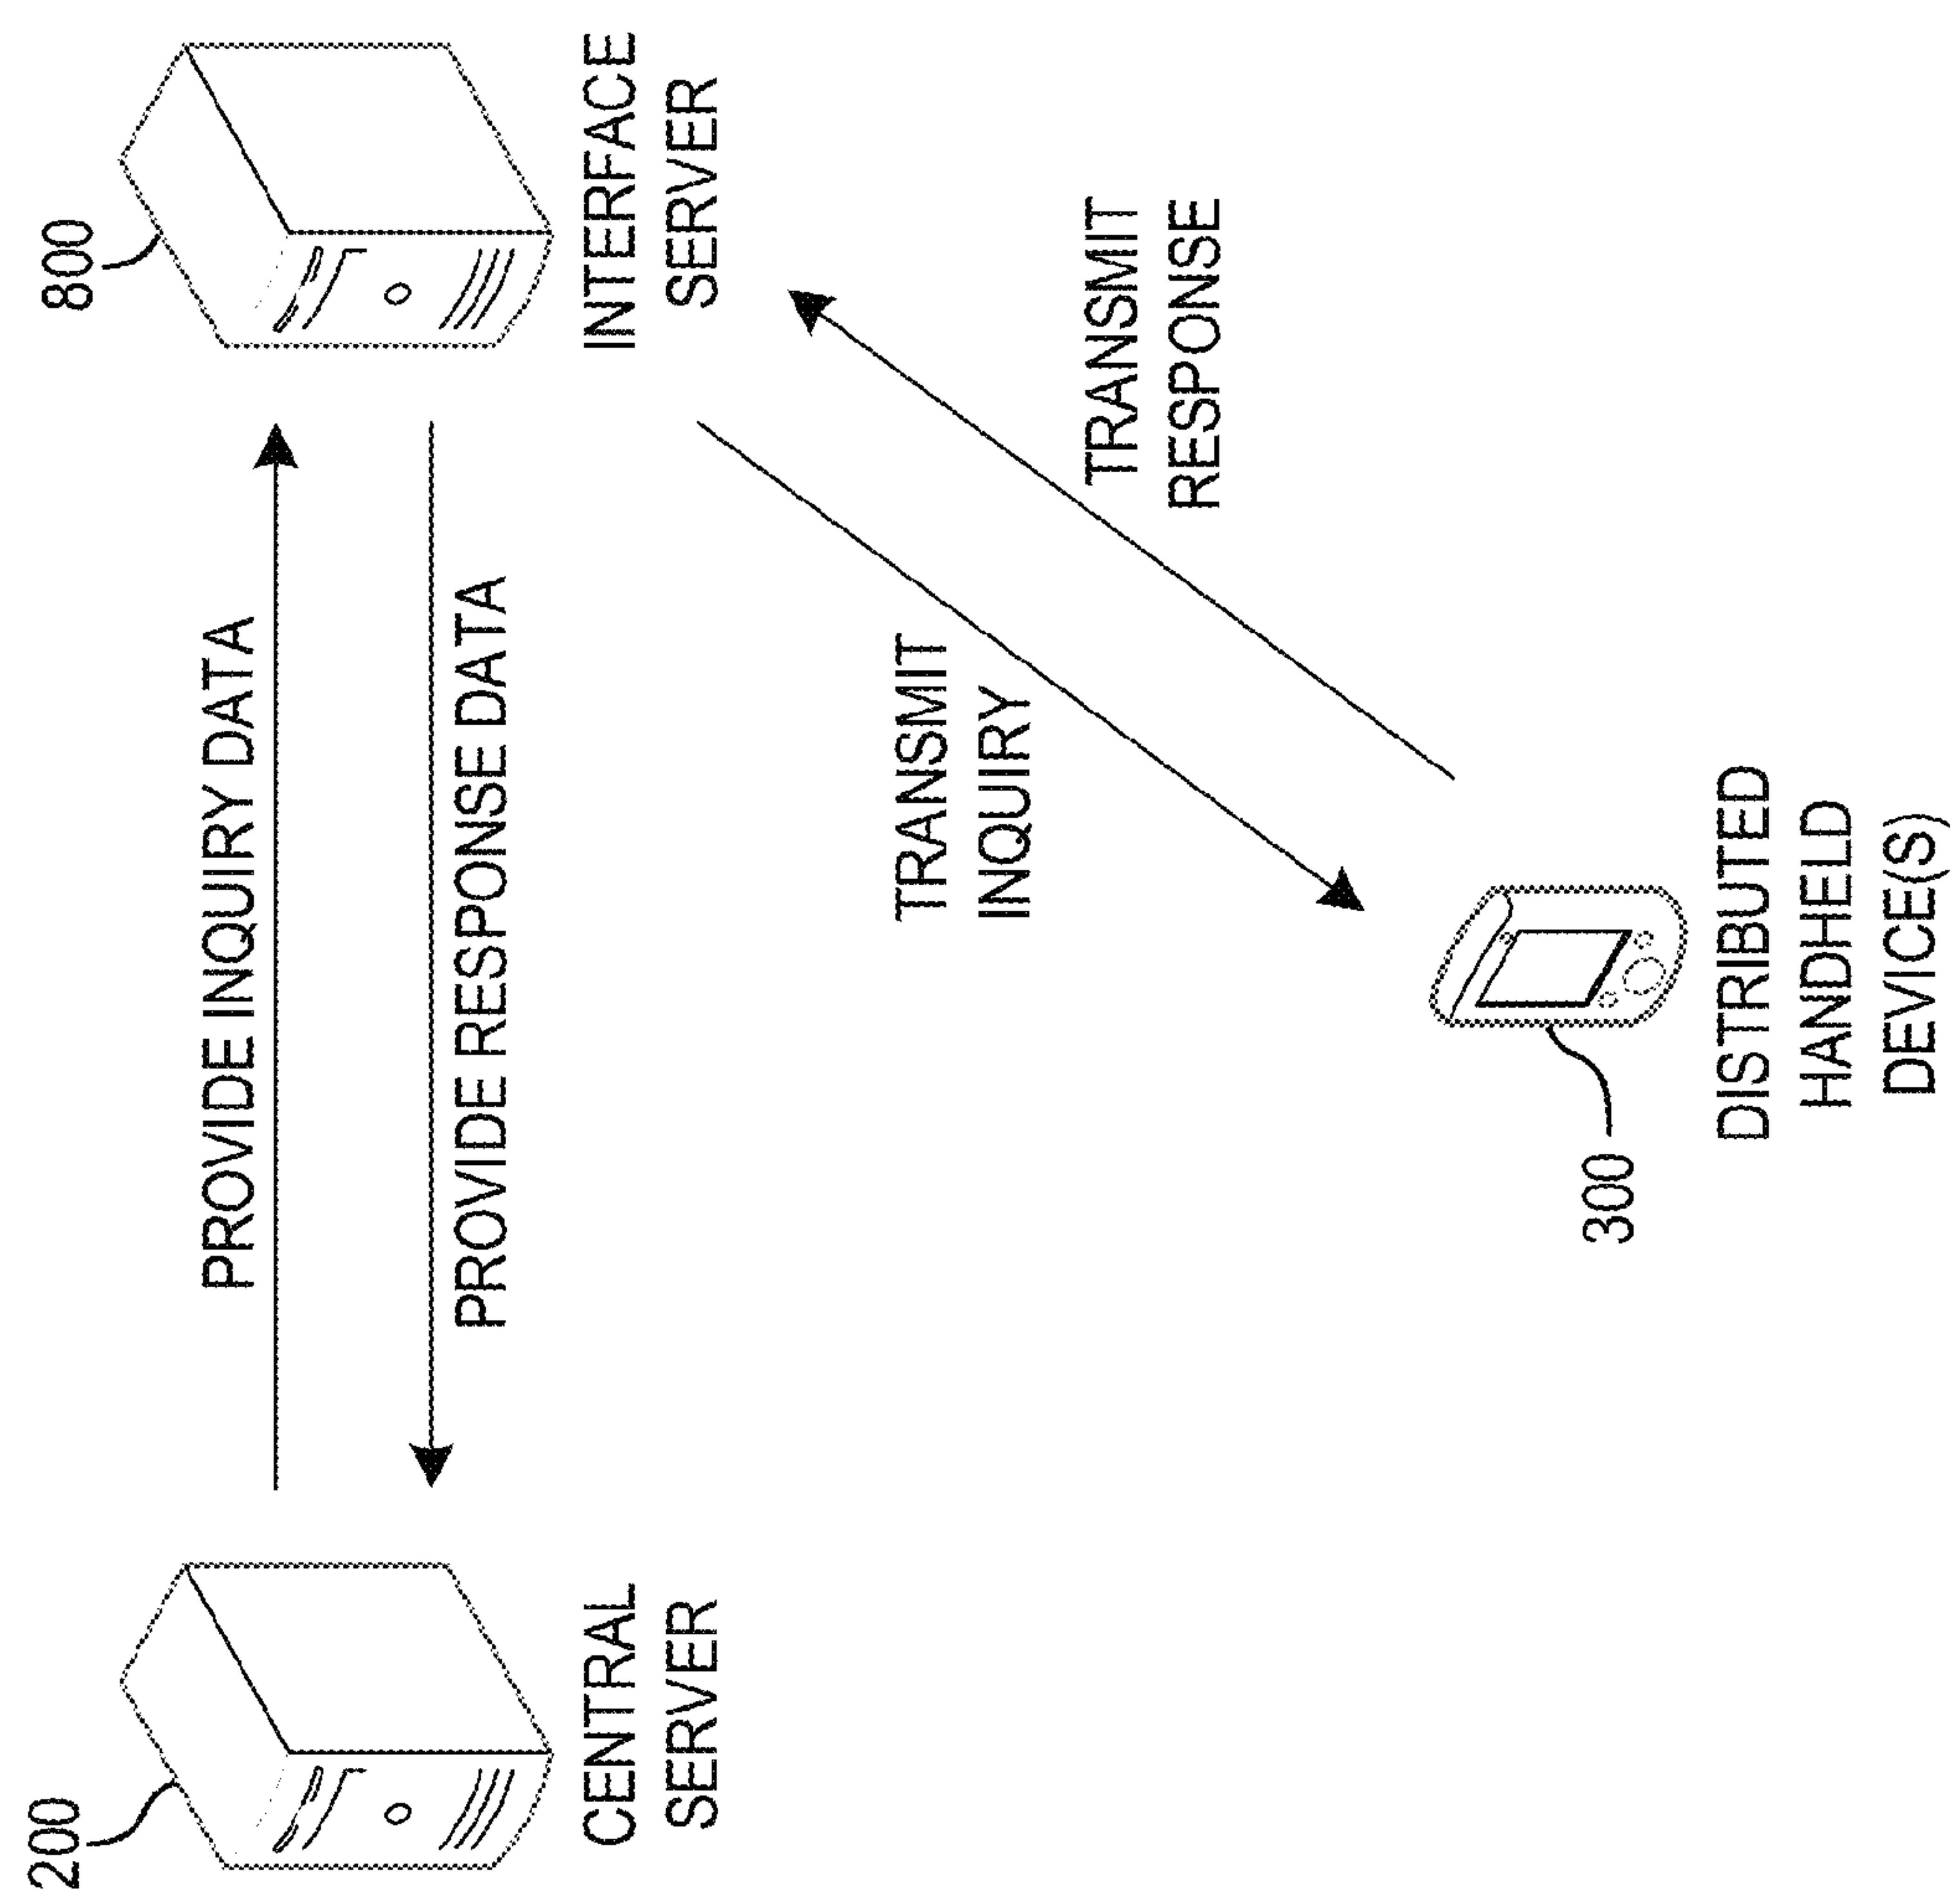 200
CENTRAL
SERVER
PROVIDE INQUIRY DATA
PROVIDE RESPONSE DATA
800
INTERFACE
SERVER
TRANSMIT
INQUIRY
TRANSMIT
RESPONSE
300
DISTRIBUTED
HANDHELD
DEVICE(S)